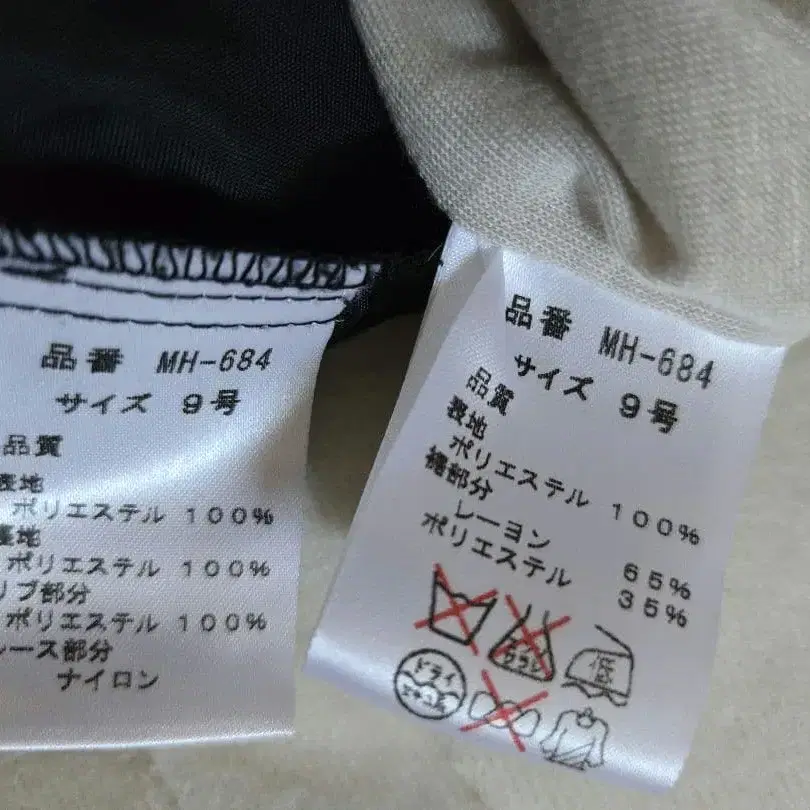 品番 MH-684
サイズ 9号
品質
表地
ポリエステル 100%
裏地
ポリエステル 100%
リブ部分
ポリエステル 100%
レース部分
ナイロン
品番 MH-684
サイズ 9号
品質
表地
ポリエステル 100%
部分
レーヨン 65%
ポリエステル 35%
低
ドライ